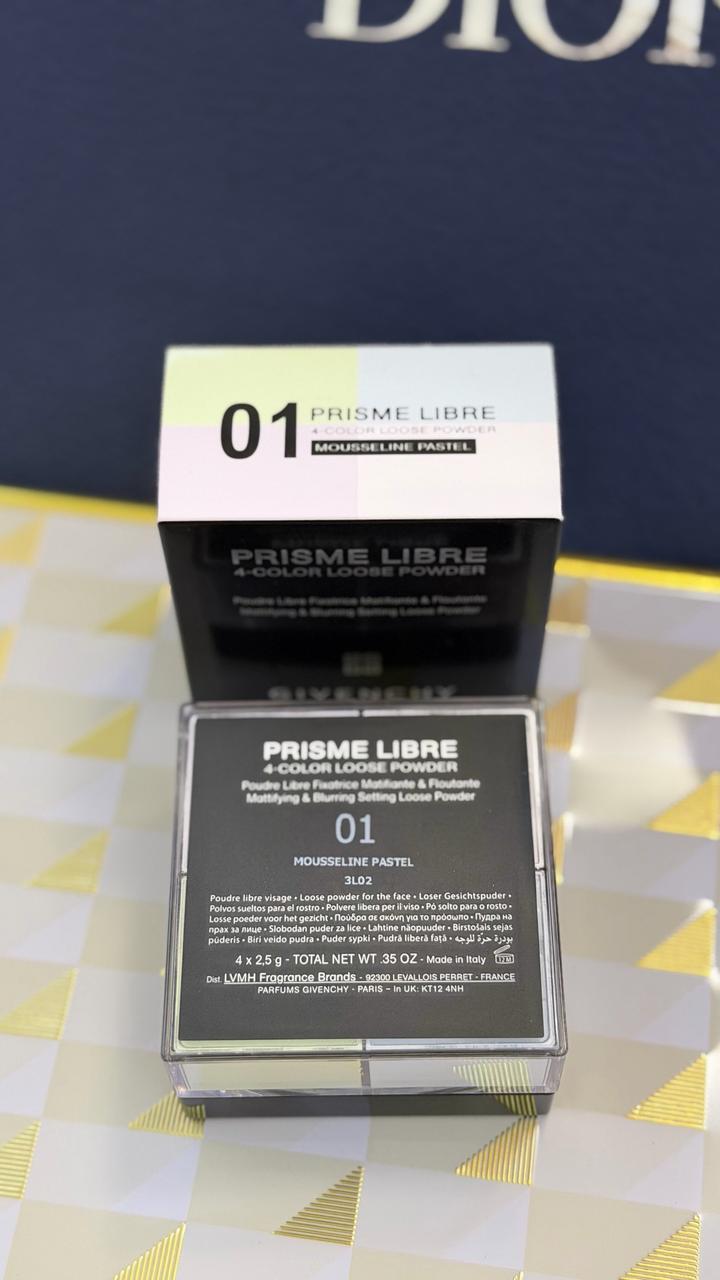 DIOR
01 PRISME LIBRE
4-COLOR LOOSE POWDER
MOUSSELINE PASTEL
PRISME LIBRE
4-COLOR LOOSE POWDER
Poudre Libre Fixatrice Matifiante & Floutante
Mattifying & Blurring Setting Loose Powder
GIVENCHY
PRISME LIBRE
4-COLOR LOOSE POWDER
Poudre Libre Fixatrice Matifiante & Floutante
Mattifying & Blurring Setting Loose Powder
01
MOUSSELINE PASTEL
3L02
Poudre libre visage • Loose powder for the face • Loser Gesichtspuder •
Polvos sueltos para el rostro • Polvere libera per il viso • Pó solto para o rosto •
Losse poeder voor het gezicht • Πούδρα σε σκόνη για το πρόσωπο • Пудра на
прах за лице • Slobodan puder za lice • Lahtine näopuuder • Birstošais sejas
pūderis • Biri veido pudra • Puder sypki • Pudră liberă față • بودرة حرّة للوجه
4 x 2,5 g - TOTAL NET WT .35 OZ - Made in Italy 12M
Dist. LVMH Fragrance Brands - 92300 LEVALLOIS PERRET - FRANCE
PARFUMS GIVENCHY - PARIS – In UK: KT12 4NH